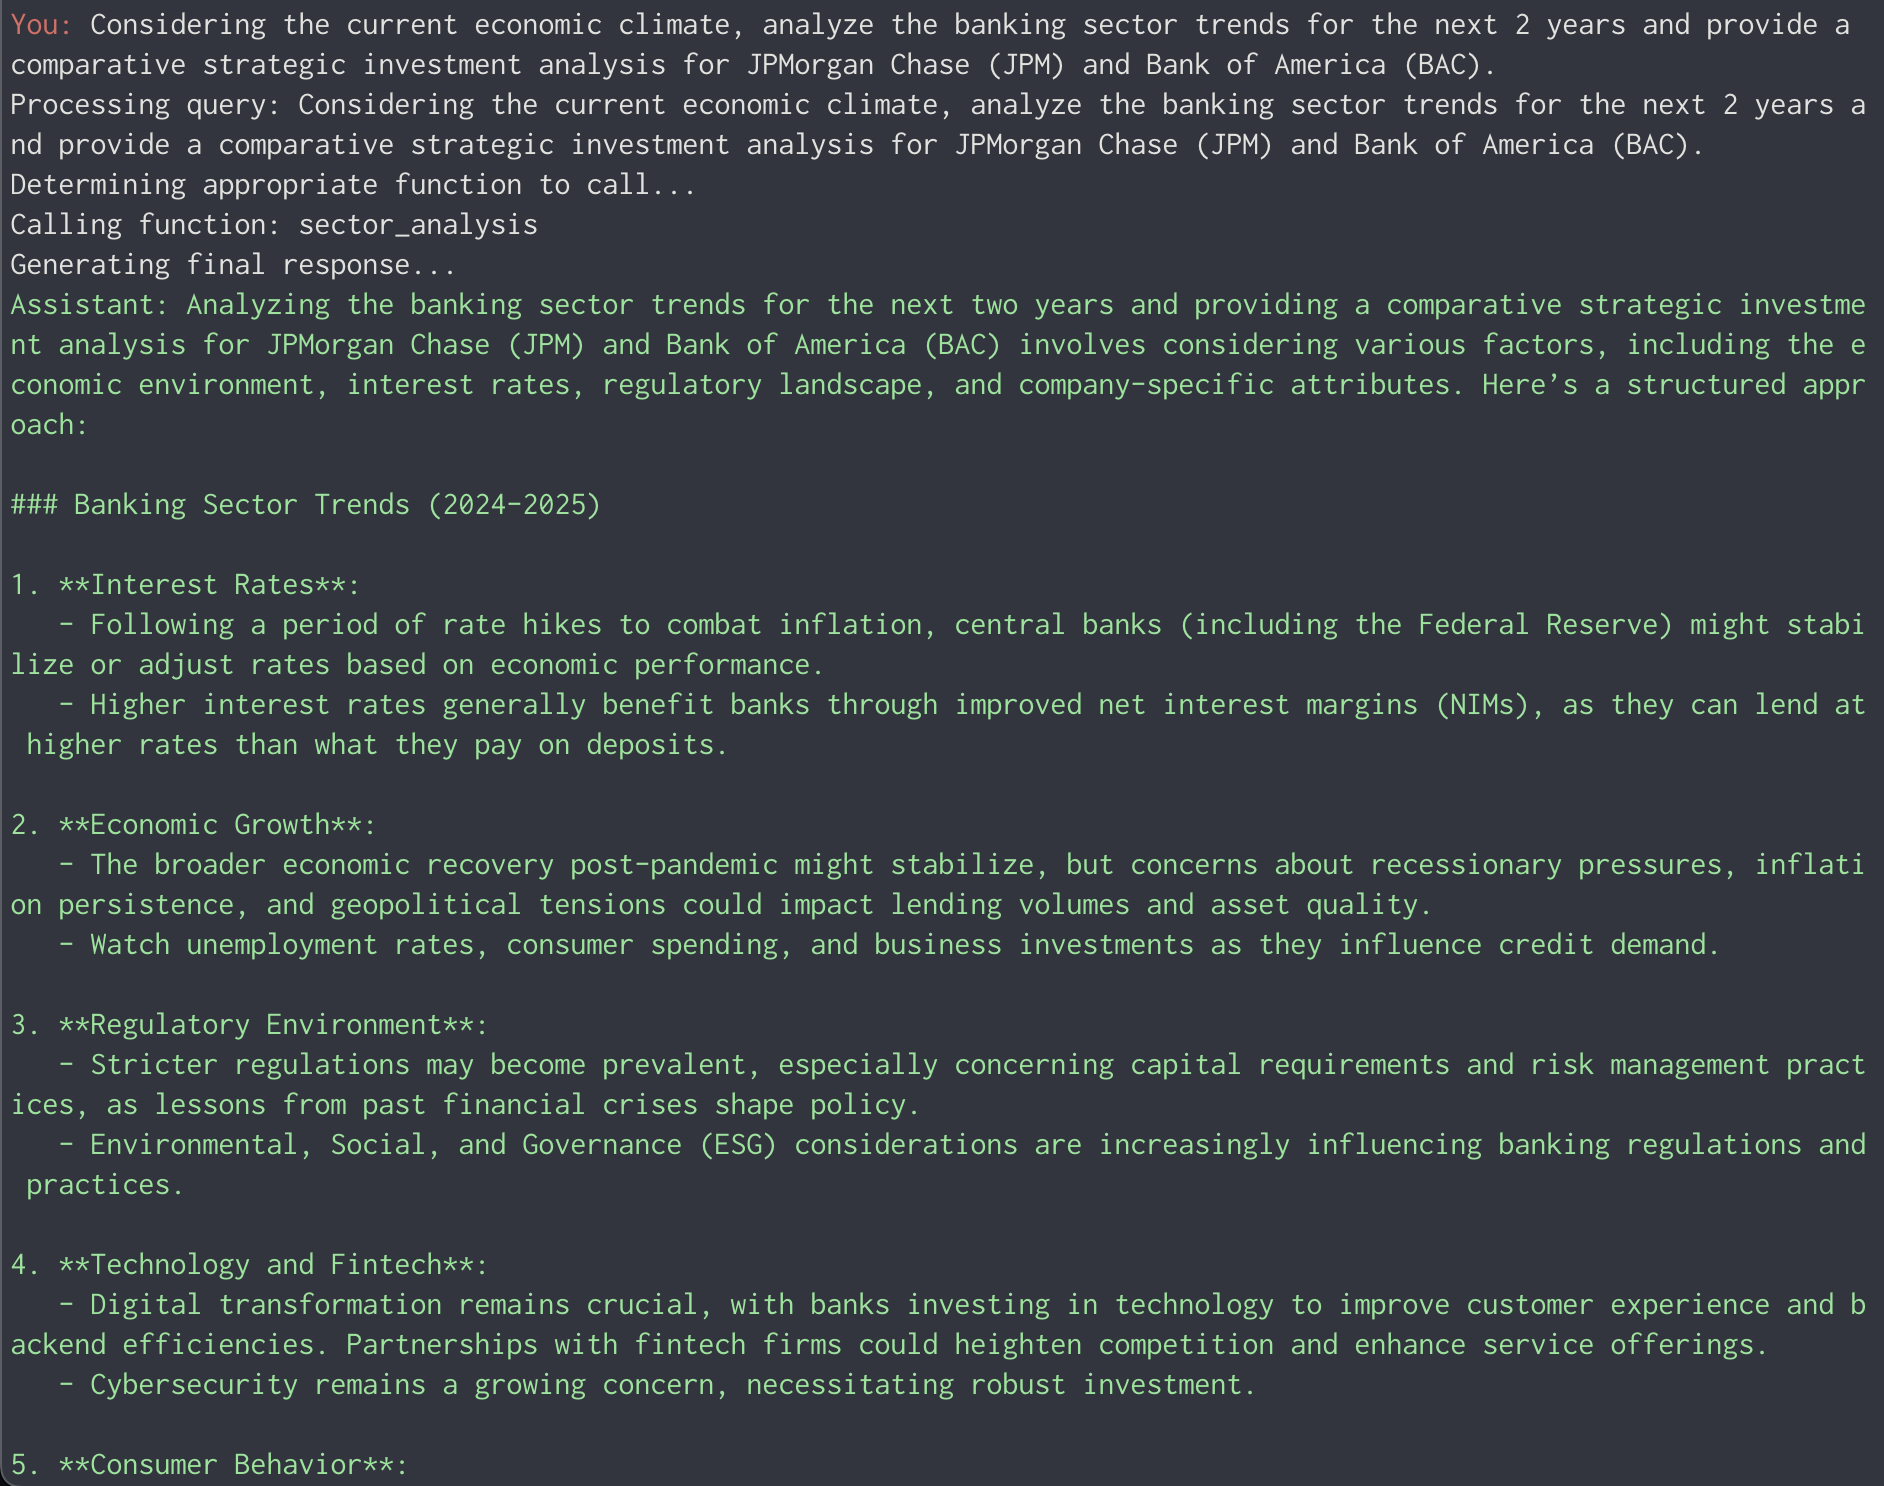 You: Considering the current economic climate, analyze the banking sector trends for the next 2 years and provide a
comparative strategic investment analysis for JPMorgan Chase (JPM) and Bank of America (BAC).
Processing query: Considering the current economic climate, analyze the banking sector trends for the next 2 years a
nd provide a comparative strategic investment analysis for JPMorgan Chase (JPM) and Bank of America (BAC).
Determining appropriate function to call...
Calling function: sector_analysis
Generating final response...
Assistant: Analyzing the banking sector trends for the next two years and providing a comparative strategic investme
nt analysis for JPMorgan Chase (JPM) and Bank of America (BAC) involves considering various factors, including the e
conomic environment, interest rates, regulatory landscape, and company-specific attributes. Here’s a structured appr
oach:

### Banking Sector Trends (2024-2025)

1. **Interest Rates**:
   - Following a period of rate hikes to combat inflation, central banks (including the Federal Reserve) might stabi
lize or adjust rates based on economic performance.
   - Higher interest rates generally benefit banks through improved net interest margins (NIMs), as they can lend at
 higher rates than what they pay on deposits.

2. **Economic Growth**:
   - The broader economic recovery post-pandemic might stabilize, but concerns about recessionary pressures, inflati
on persistence, and geopolitical tensions could impact lending volumes and asset quality.
   - Watch unemployment rates, consumer spending, and business investments as they influence credit demand.

3. **Regulatory Environment**:
   - Stricter regulations may become prevalent, especially concerning capital requirements and risk management pract
ices, as lessons from past financial crises shape policy.
   - Environmental, Social, and Governance (ESG) considerations are increasingly influencing banking regulations and
 practices.

4. **Technology and Fintech**:
   - Digital transformation remains crucial, with banks investing in technology to improve customer experience and b
ackend efficiencies. Partnerships with fintech firms could heighten competition and enhance service offerings.
   - Cybersecurity remains a growing concern, necessitating robust investment.

5. **Consumer Behavior**: